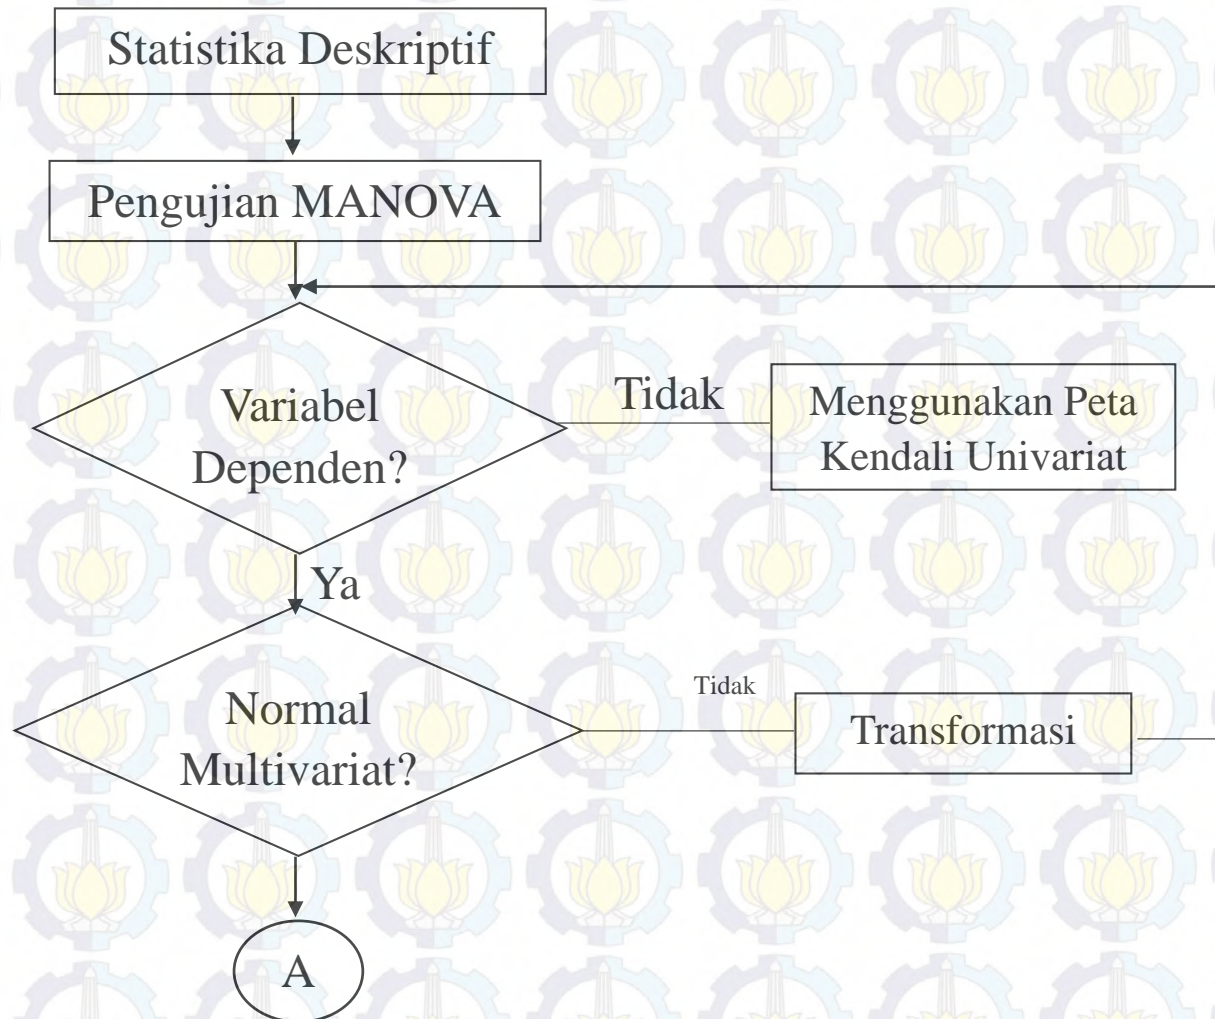 Statistika Deskriptif
Pengujian MANOVA
Variabel
Dependen?
Tidak
Menggunakan Peta
Kendali Univariat
Ya
Normal
Multivariat?
Tidak
Transformasi
A